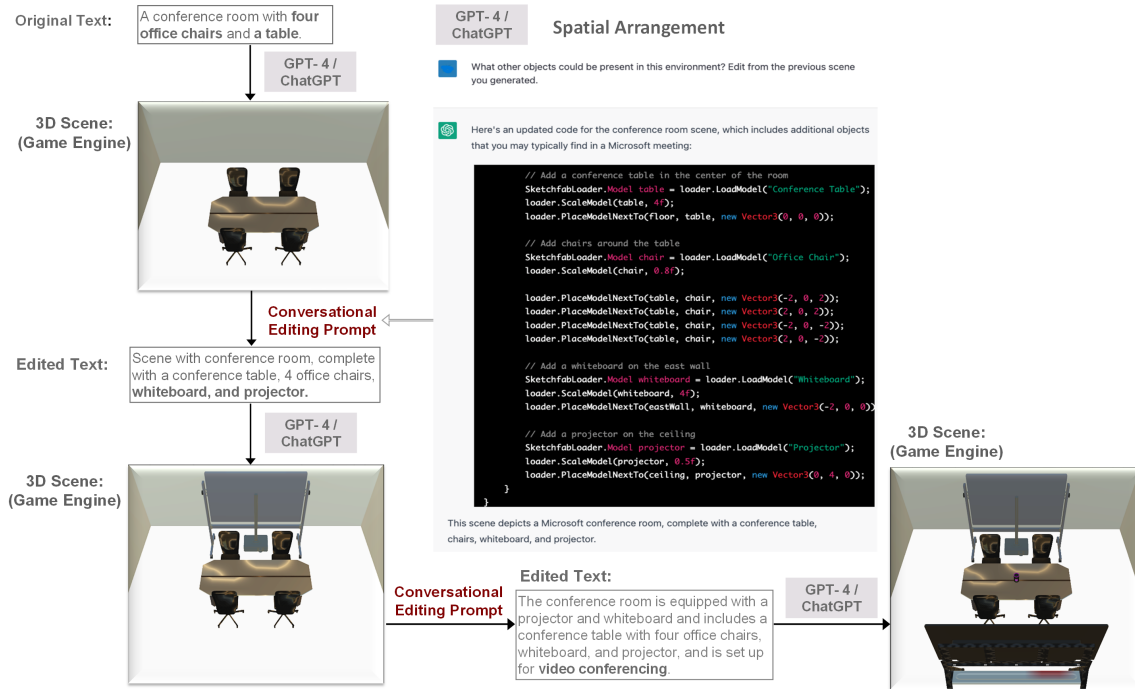 Original Text:
A conference room with four
office chairs and a table.
GPT- 4 /
ChatGPT
3D Scene:
(Game Engine)
Conversational
Editing Prompt
Edited Text:
Scene with conference room, complete
with a conference table, 4 office chairs,
whiteboard, and projector.
GPT- 4 /
ChatGPT
3D Scene:
(Game Engine)
GPT- 4 /
ChatGPT
Spatial Arrangement
What other objects could be present in this environment? Edit from the previous scene
you generated.
Here's an updated code for the conference room scene, which includes additional objects
that you may typically find in a Microsoft meeting:
// Add a conference table in the center of the room
SketchfabLoader.Model table = loader.LoadModel("Conference Table");
loader.ScaleModel(table, 4f);
loader.PlaceModelNextTo(floor, table, new Vector3(0, 0, 0));
// Add chairs around the table
SketchfabLoader.Model chair = loader.LoadModel("Office Chair");
loader.ScaleModel(chair, 0.8f);
loader.PlaceModelNextTo(table, chair, new Vector3(-2, 0, 2));
loader.PlaceModelNextTo(table, chair, new Vector3(2, 0, 2));
loader.PlaceModelNextTo(table, chair, new Vector3(-2, 0, -2));
loader.PlaceModelNextTo(table, chair, new Vector3(2, 0, -2));
// Add a whiteboard on the east wall
SketchfabLoader.Model whiteboard = loader.LoadModel("Whiteboard");
loader.ScaleModel(whiteboard, 4f);
loader.PlaceModelNextTo(eastWall, whiteboard, new Vector3(-2, 0, 0))
// Add a projector on the ceiling
SketchfabLoader.Model projector = loader.LoadModel("Projector");
loader.ScaleModel(projector, 0.5f);
loader.PlaceModelNextTo(ceiling, projector, new Vector3(0, 4, 0));
}
}
This scene depicts a Microsoft conference room, complete with a conference table,
chairs, whiteboard, and projector.
Conversational
Editing Prompt
Edited Text:
The conference room is equipped with a
projector and whiteboard and includes a
conference table with four office chairs,
whiteboard, and projector, and is set up
for video conferencing.
GPT- 4 /
ChatGPT
3D Scene:
(Game Engine)